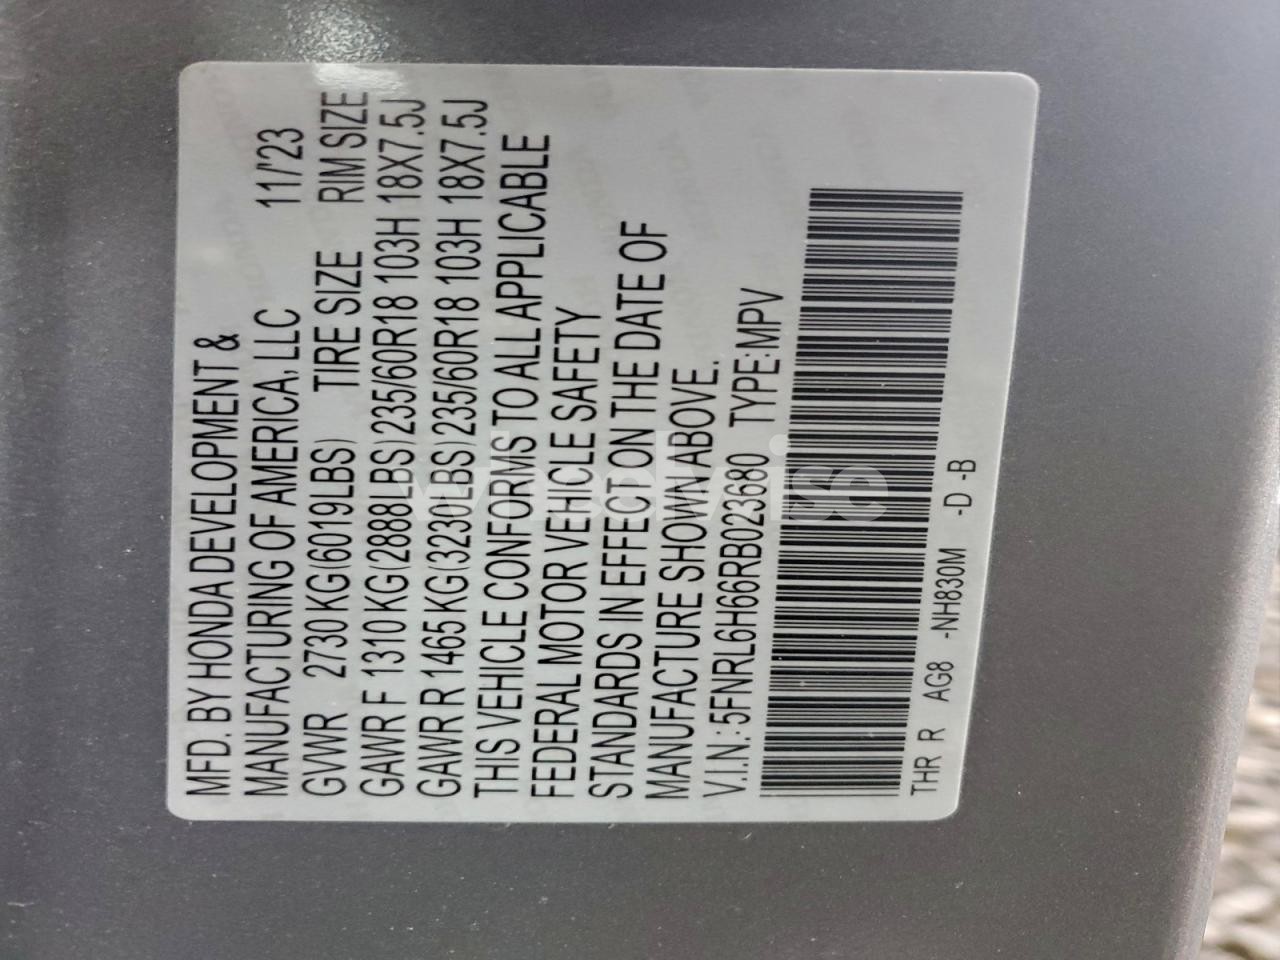 MFD. BY HONDA DEVELOPMENT &
MANUFACTURING OF AMERICA, LLC 11/'23
GVWR 2730 KG(6019LBS) TIRE SIZE RIM SIZE
GAWR F 1310 KG(2888LBS)235/60R18 103H 18X7.5J
GAWR R 1465 KG(3230LBS)235/60R18 103H 18X7.5J
THIS VEHICLE CONFORMS TO ALL APPLICABLE
FEDERAL MOTOR VEHICLE SAFETY
STANDARDS IN EFFECT ON THE DATE OF
MANUFACTURE SHOWN ABOVE.
V.I.N.:5FNRL6H66RB023680 TYPE:MPV
THR R AG8 -NH830M -D -B